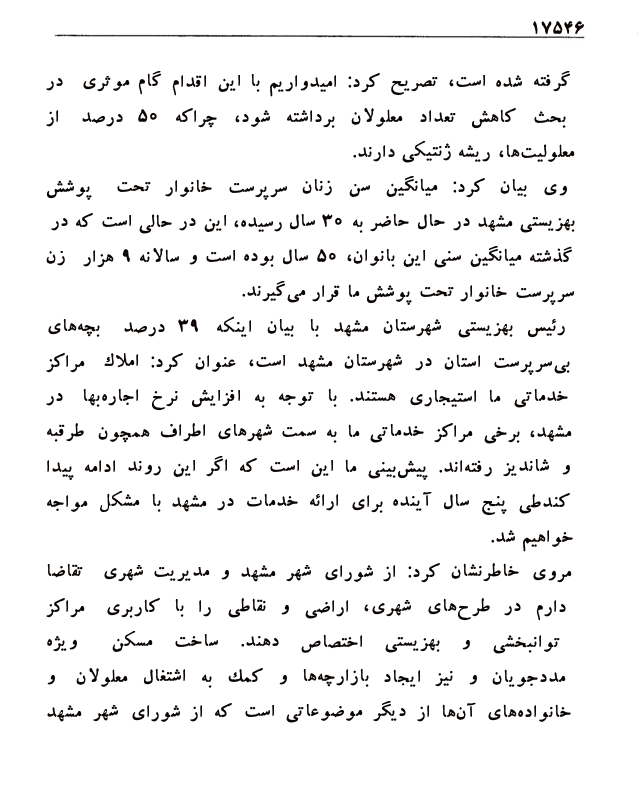 ۱۷۵۴۶
گرفته شده است، تصریح کرد: امیدواریم با این اقدام گام موثری در
بحث کاهش تعداد معلولان برداشته شود، چراکه ۵۰ درصد از
معلولیت‌ها، ریشه ژنتیکی دارند.
وی بیان کرد: میانگین سن زنان سرپرست خانوار تحت پوشش
بهزیستی مشهد در حال حاضر به ۳۰ سال رسیده، این در حالی است که در
گذشته میانگین سنی این بانوان، ۵۰ سال بوده است و سالانه ۹ هزار زن
سرپرست خانوار تحت پوشش ما قرار می‌گیرند.
رئیس بهزیستی شهرستان مشهد با بیان اینکه ۳۹ درصد بچه‌های
بی‌سرپرست استان در شهرستان مشهد است، عنوان کرد: املاك مراکز
خدماتی ما استیجاری هستند. با توجه به افزایش نرخ اجاره‌بها در
مشهد، برخی مراکز خدماتی ما به سمت شهرهای اطراف همچون طرقبه
و شاندیز رفته‌اند. پیش‌بینی ما این است که اگر این روند ادامه پیدا
کندطی پنج سال آینده برای ارائه خدمات در مشهد با مشکل مواجه
خواهیم شد.
مروی خاطرنشان کرد: از شورای شهر مشهد و مدیریت شهری تقاضا
دارم در طرح‌های شهری، اراضی و نقاطی را با کاربری مراکز
توانبخشی و بهزیستی اختصاص دهند. ساخت مسکن ویژه
مددجویان و نیز ایجاد بازارچه‌ها و کمك به اشتغال معلولان و
خانواده‌های آن‌ها از دیگر موضوعاتی است که از شورای شهر مشهد